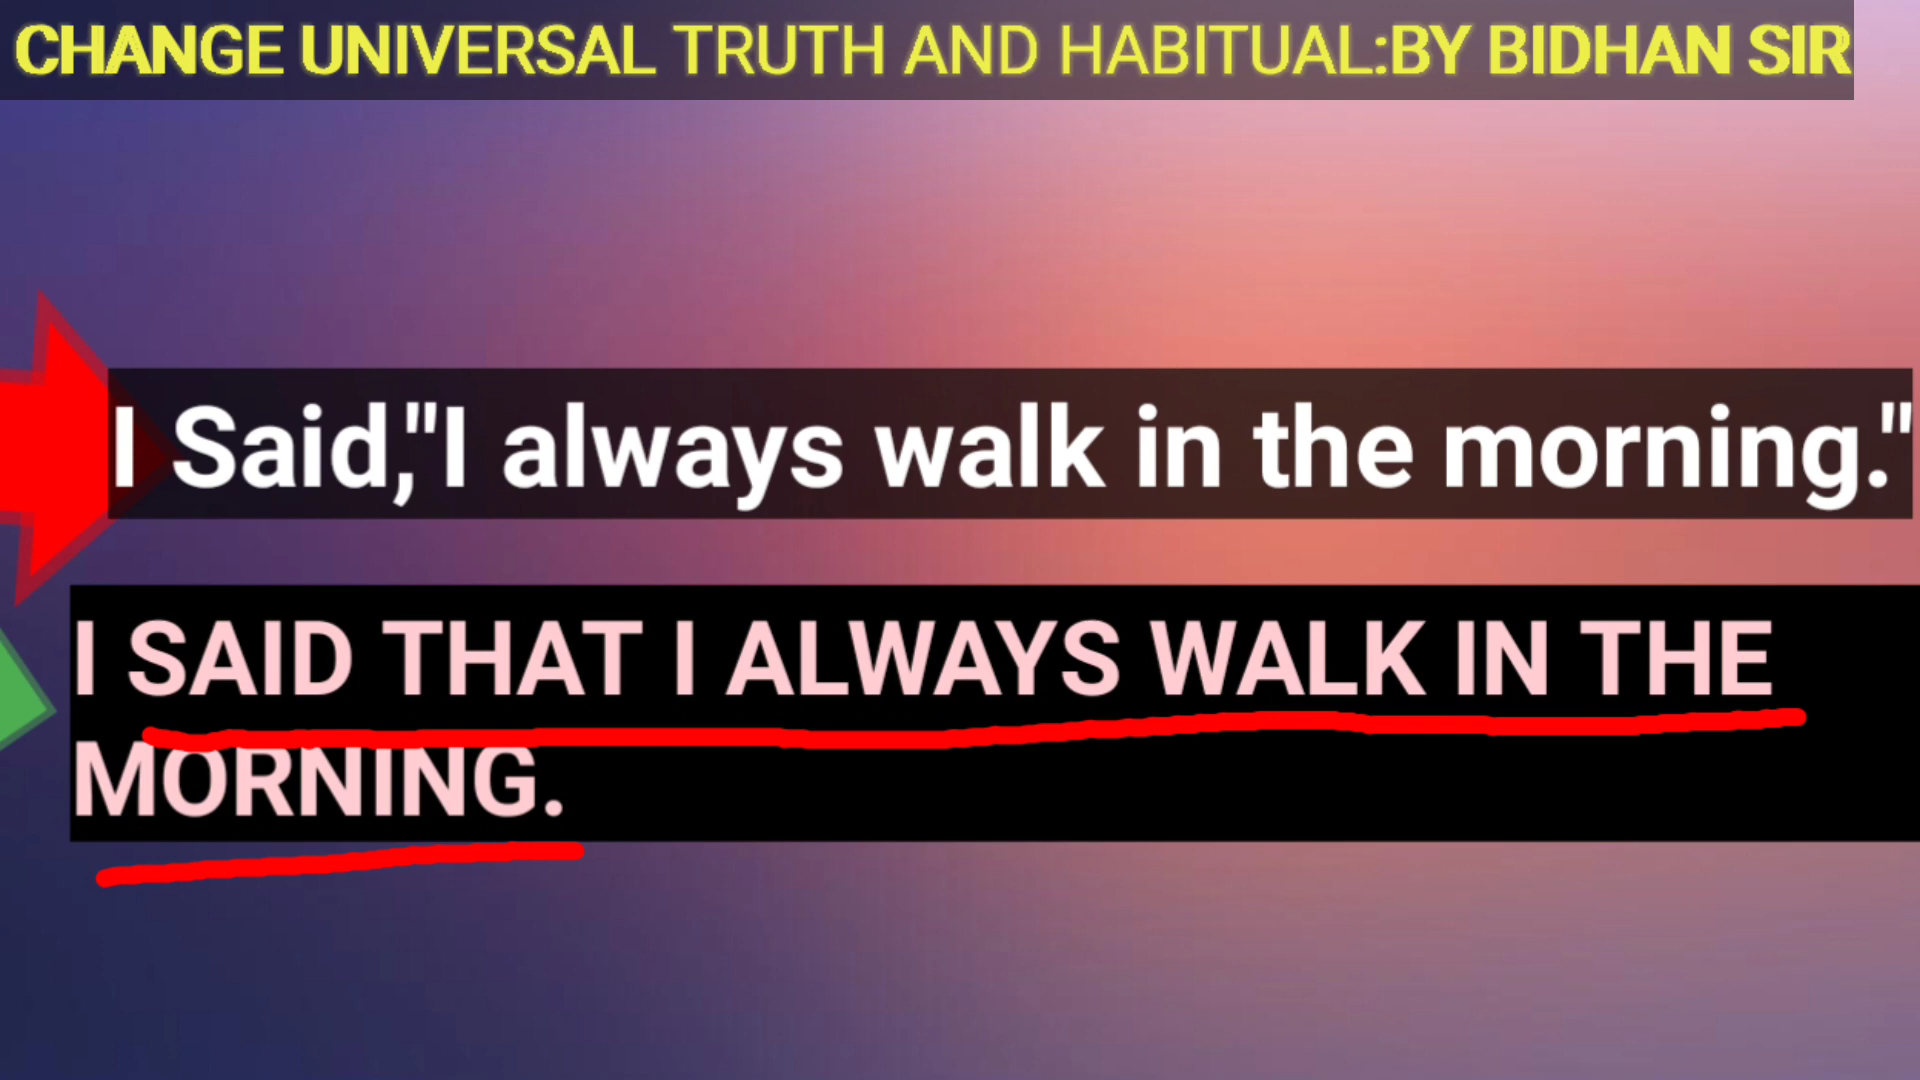 CHANGE UNIVERSAL TRUTH AND HABITUAL:BY BIDHAN SIR
I Said,"I always walk in the morning."
I SAID THAT I ALWAYS WALK IN THE
MORNING.